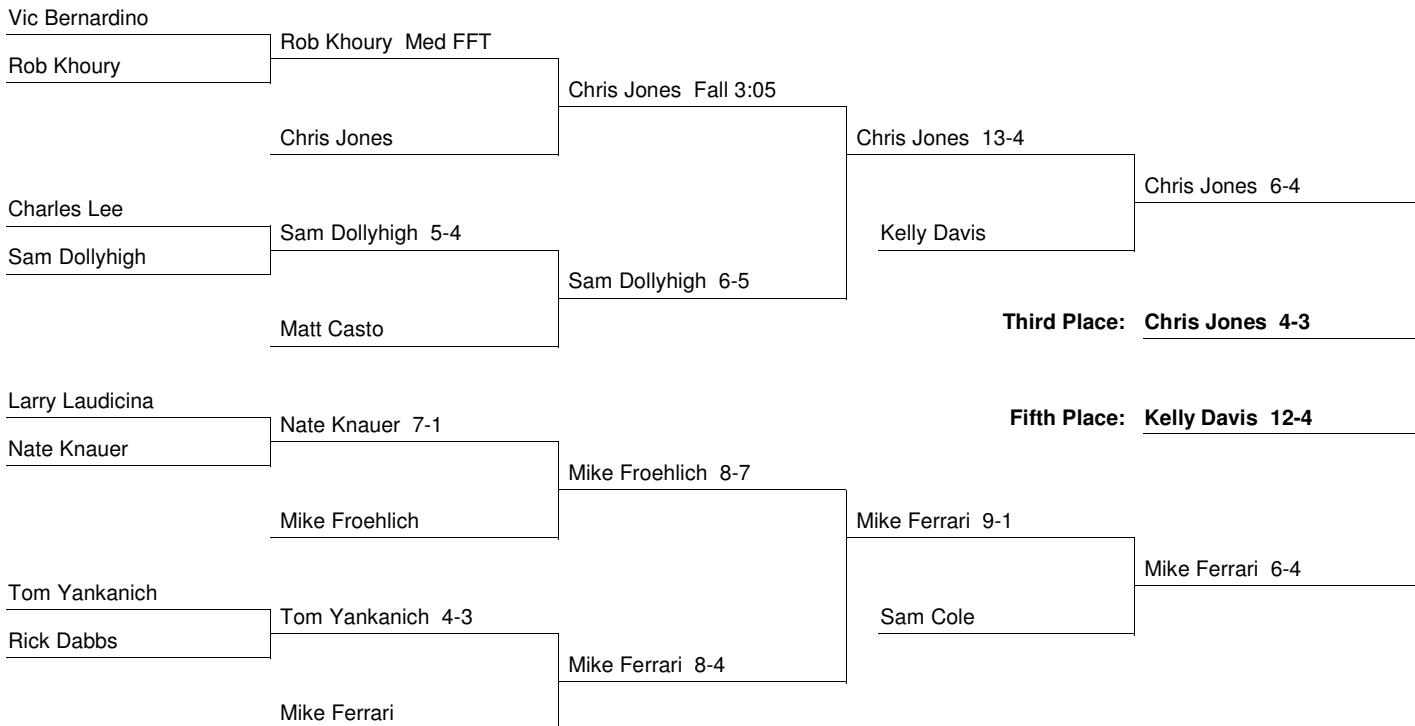 Vic Bernardino
Rob Khoury Med FFT
Rob Khoury
Chris Jones Fall 3:05
Chris Jones
Chris Jones 13-4
Chris Jones 6-4
Charles Lee
Sam Dollyhigh 5-4
Kelly Davis
Sam Dollyhigh
Sam Dollyhigh 6-5
Matt Casto
Third Place: Chris Jones 4-3
Larry Laudicina
Nate Knauer 7-1
Fifth Place: Kelly Davis 12-4
Nate Knauer
Mike Froehlich 8-7
Mike Froehlich
Mike Ferrari 9-1
Mike Ferrari 6-4
Tom Yankanich
Tom Yankanich 4-3
Sam Cole
Rick Dabbs
Mike Ferrari 8-4
Mike Ferrari